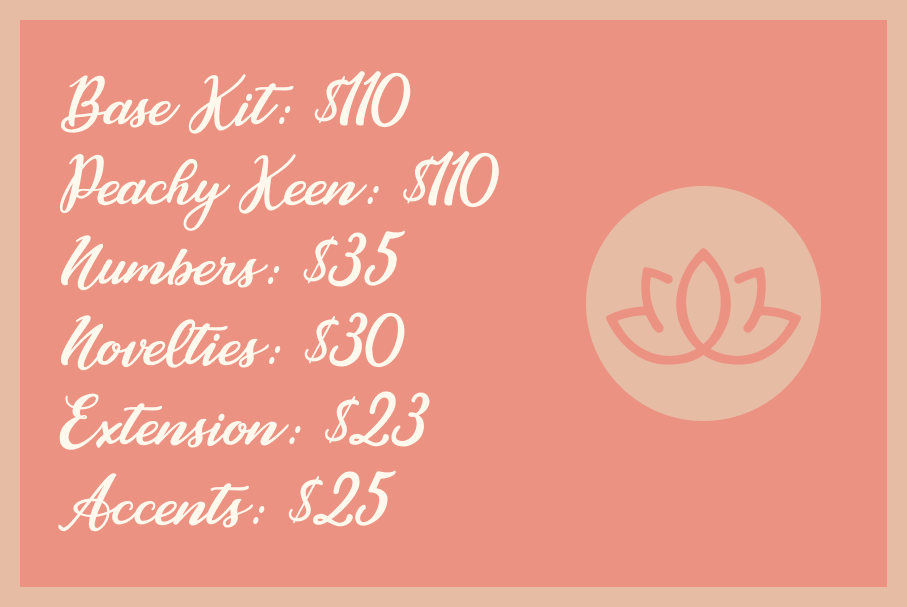 Base Kit: $110
Peachy Keen: $110
Numbers: $35
Novelties: $30
Extension: $23
Accents: $25